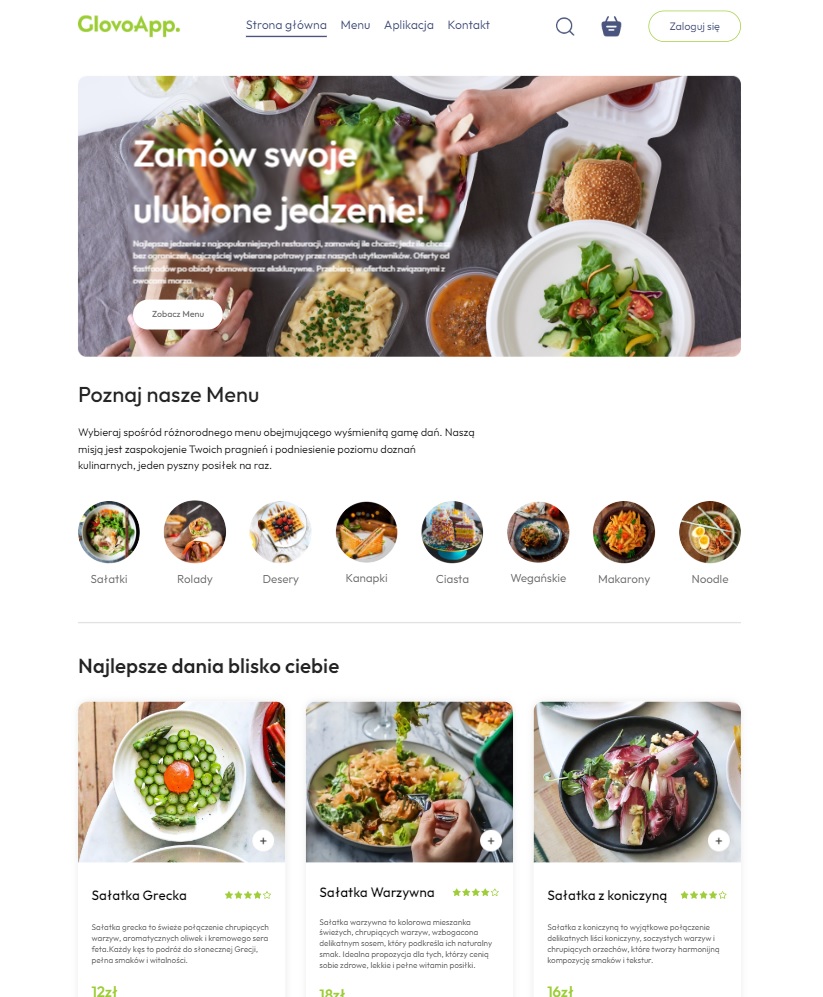 GlovoApp.
Strona główna Menu Aplikacja Kontakt
Zaloguj się
Zamów swoje
ulubione jedzenie!
Najlepsze jedzenie z najpopularniejszych restauracji, zamawiaj ile chcesz, jedz ile chcesz
bez ograniczeń, najczęściej wybierane potrawy przez naszych użytkowników. Oferty od
fastfoodów po obiady domowe oraz ekskluzywne. Przebieraj w ofertach związanymi z
owocami morza.
Zobacz Menu
Poznaj nasze Menu
Wybieraj spośród różnorodnego menu obejmującego wyśmienitą gamę dań. Naszą
misją jest zaspokojenie Twoich pragnień i podniesienie poziomu doznań
kulinarnych, jeden pyszny posiłek na raz.
Sałatki Rolady Desery Kanapki Ciasta Wegańskie Makarony Noodle
Najlepsze dania blisko ciebie
Sałatka Grecka
Sałatka grecka to świeże połączenie chrupiących
warzyw, aromatycznych oliwek i kremowego sera
feta.Każdy kęs to podróż do słonecznej Grecji,
pełna smaków i witalności.
12zł
Sałatka Warzywna
Sałatka warzywna to kolorowa mieszanka
świeżych, chrupiących warzyw, wzbogacona
delikatnym sosem, który podkreśla ich naturalny
smak. Idealna propozycja dla tych, którzy cenią
sobie zdrowe, lekkie i pełne witamin posiłki.
18zł
Sałatka z koniczyną
Sałatka z koniczyną to wyjątkowe połączenie
delikatnych liści koniczyny, soczystych warzyw i
chrupiących orzechów, które tworzy harmonijną
kompozycję smaków i tekstur.
16zł